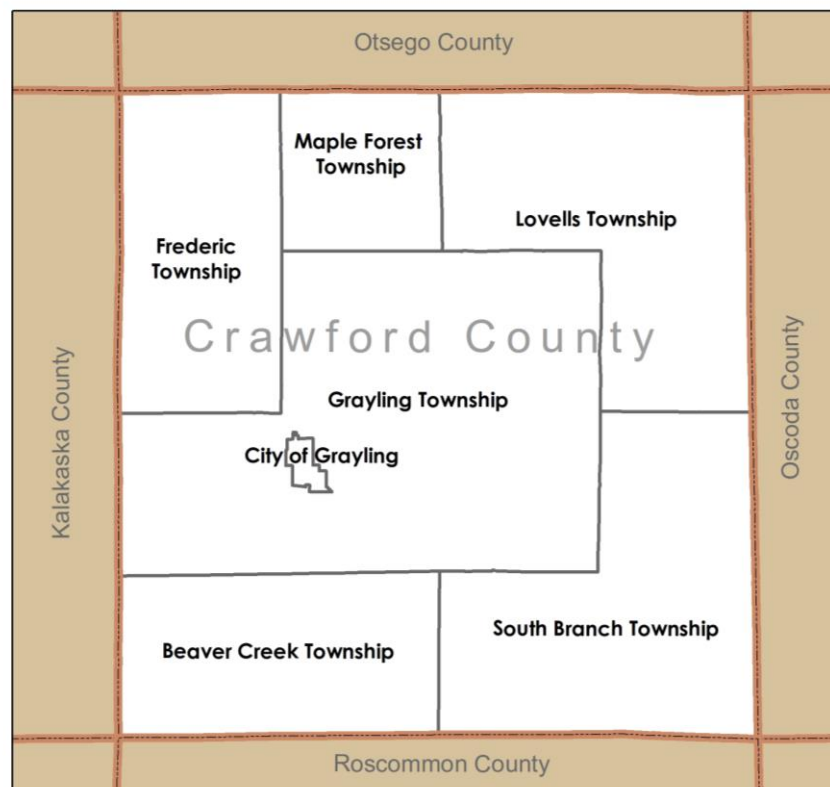 Otsego County
Maple Forest
Township
Lovells Township
Frederic
Township
Crawford County
Kalakaska County
Oscoda County
Grayling Township
City of Grayling
South Branch Township
Beaver Creek Township
Roscommon County